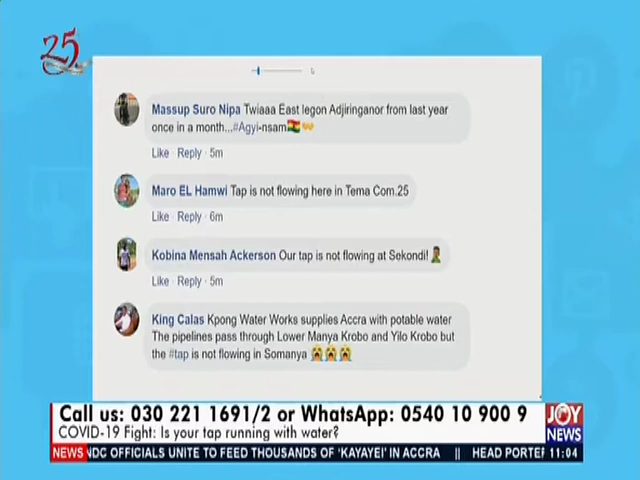 25
Massup Suro Nipa Twiaaa East legon Adjiringanor from last year
once in a month...#Agyi-nsam🇬🇭👐
Like · Reply · 5m
Maro EL Hamwi Tap is not flowing here in Tema Com.25
Like · Reply · 6m
Kobina Mensah Ackerson Our tap is not flowing at Sekondi! 🤦
Like · Reply · 5m
King Calas Kpong Water Works supplies Accra with potable water
The pipelines pass through Lower Manya Krobo and Yilo Krobo but
the #tap is not flowing in Somanya 😭😭😭
Call us: 030 221 1691/2 or WhatsApp: 0540 10 900 9
COVID-19 Fight: Is your tap running with water?
JOY
NEWS
NEWS NDC OFFICIALS UNITE TO FEED THOUSANDS OF 'KAYAYEI' IN ACCRA || HEAD PORTER 11:04